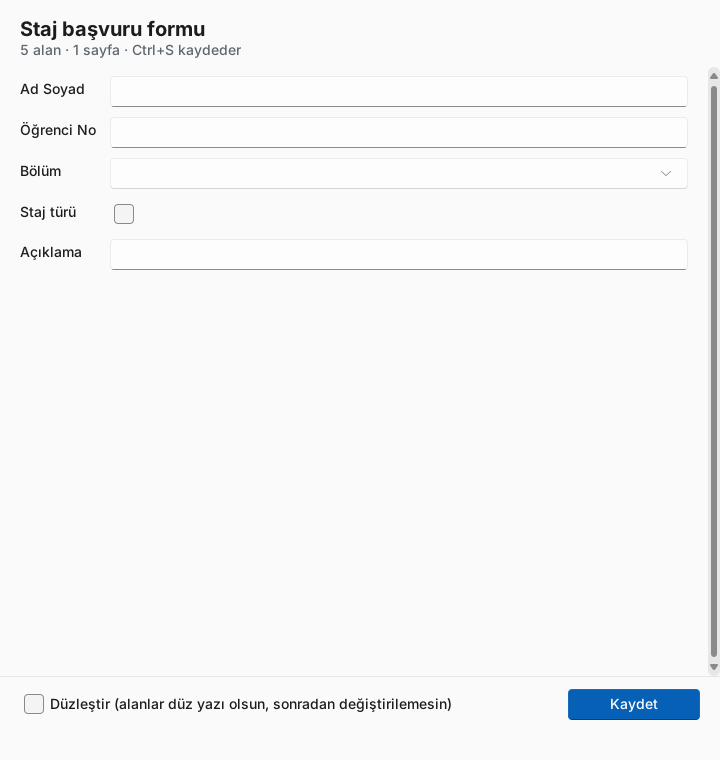 Staj başvuru formu
5 alan · 1 sayfa · Ctrl+S kaydeder
Ad Soyad
Öğrenci No
Bölüm
Staj türü
Açıklama
Düzleştir (alanlar düz yazı olsun, sonradan değiştirilemesin)
Kaydet